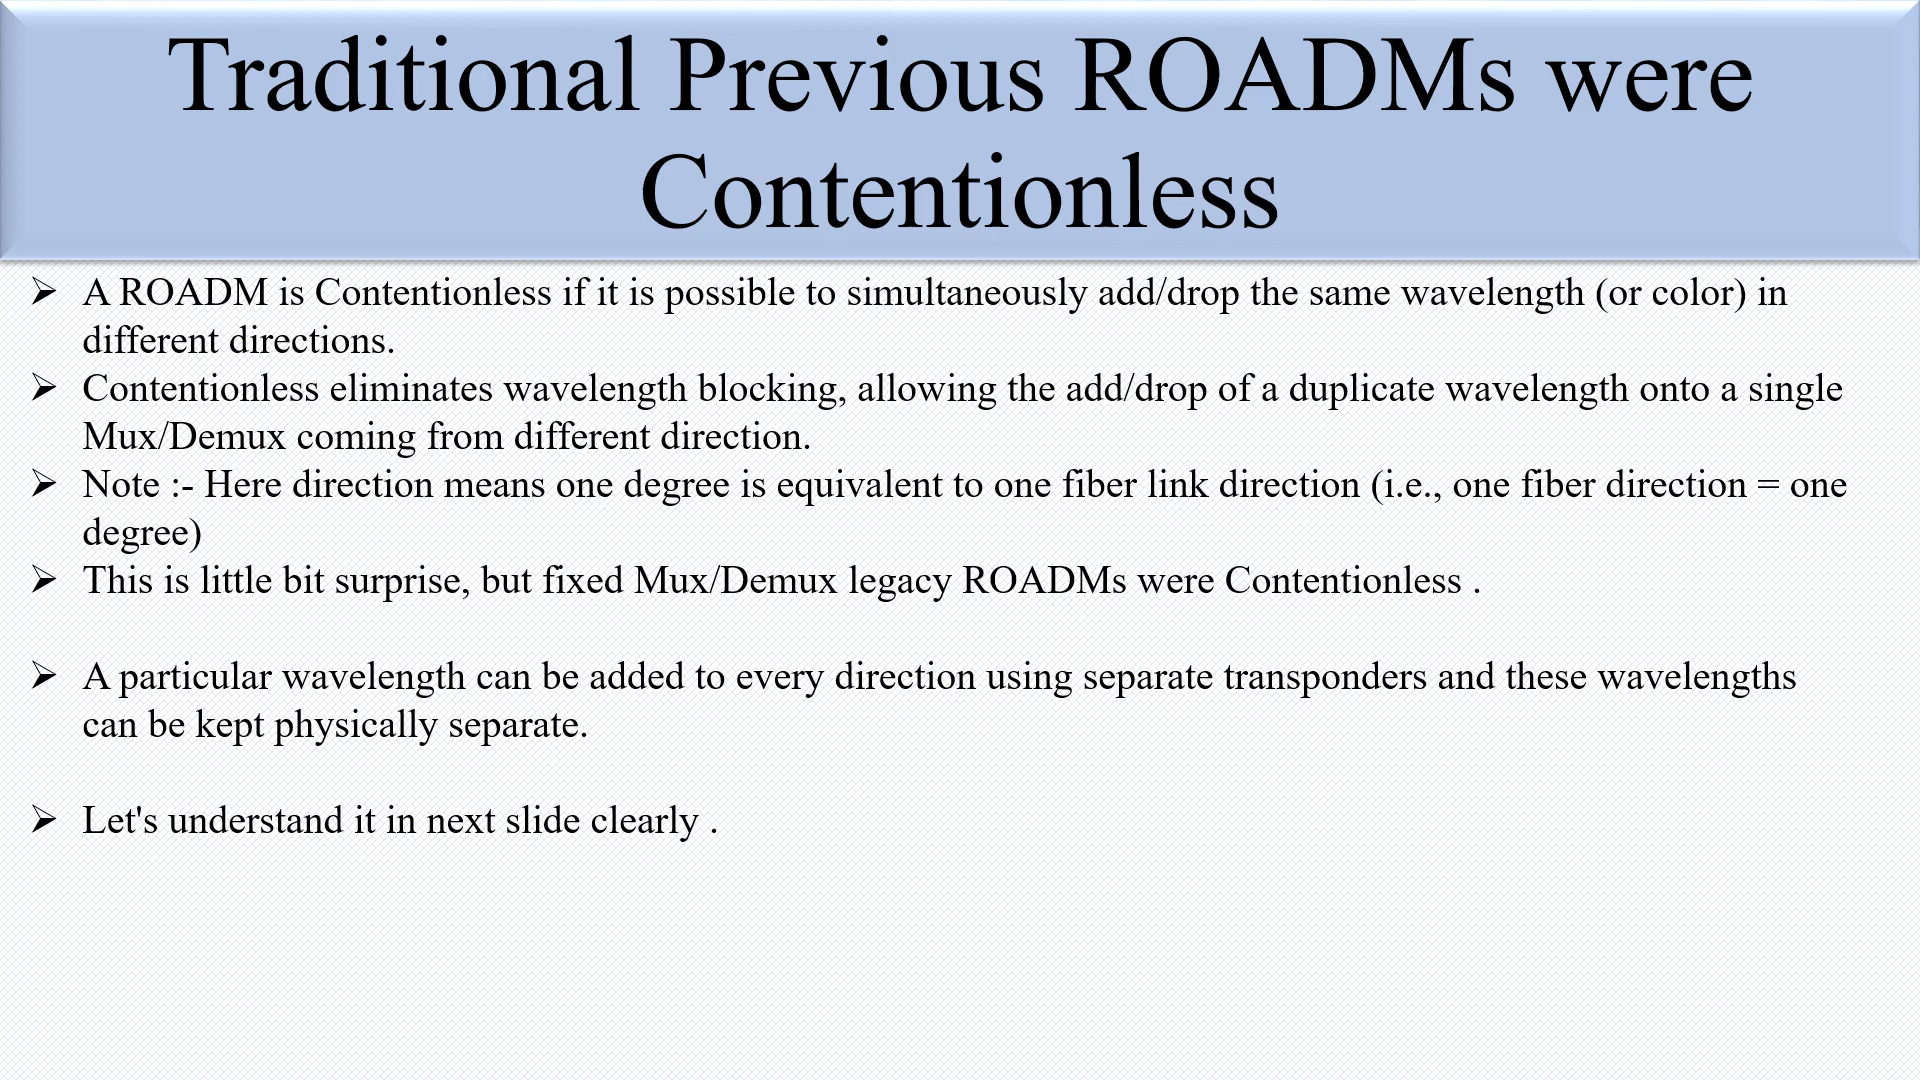 Traditional Previous ROADMs were
Contentionless
➢ A ROADM is Contentionless if it is possible to simultaneously add/drop the same wavelength (or color) in
different directions.
➢ Contentionless eliminates wavelength blocking, allowing the add/drop of a duplicate wavelength onto a single
Mux/Demux coming from different direction.
➢ Note :- Here direction means one degree is equivalent to one fiber link direction (i.e., one fiber direction = one
degree)
➢ This is little bit surprise, but fixed Mux/Demux legacy ROADMs were Contentionless .
➢ A particular wavelength can be added to every direction using separate transponders and these wavelengths
can be kept physically separate.
➢ Let's understand it in next slide clearly .